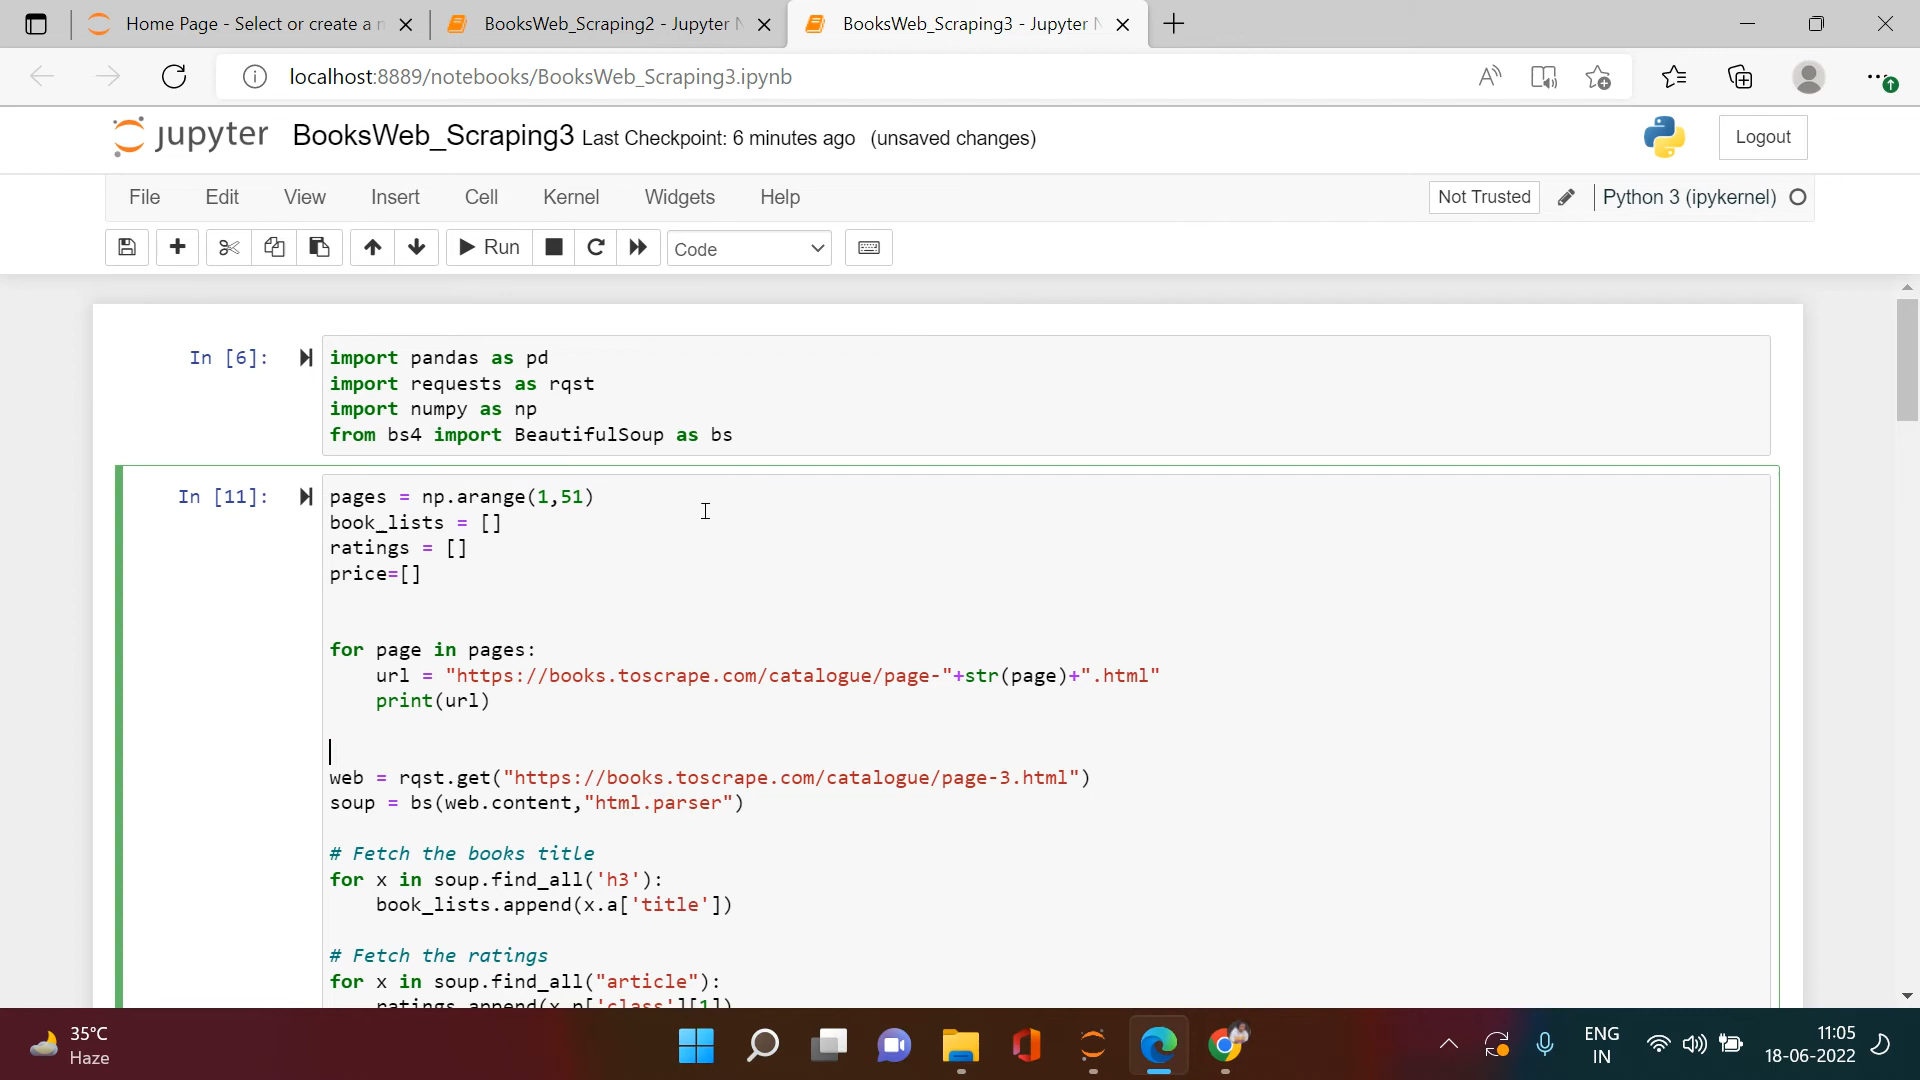 Home Page - Select or create a n
BooksWeb_Scraping2 - Jupyter N
BooksWeb_Scraping3 - Jupyter N
localhost:8889/notebooks/BooksWeb_Scraping3.ipynb
jupyter BooksWeb_Scraping3 Last Checkpoint: 6 minutes ago (unsaved changes)
Logout
File Edit View Insert Cell Kernel Widgets Help
Not Trusted Python 3 (ipykernel)
Run Code
In [6]:
import pandas as pd
import requests as rqst
import numpy as np
from bs4 import BeautifulSoup as bs
In [11]:
pages = np.arange(1,51)
book_lists = []
ratings = []
price=[]
for page in pages:
    url = "https://books.toscrape.com/catalogue/page-"+str(page)+".html"
    print(url)
web = rqst.get("https://books.toscrape.com/catalogue/page-3.html")
soup = bs(web.content,"html.parser")
# Fetch the books title
for x in soup.find_all('h3'):
    book_lists.append(x.a['title'])
# Fetch the ratings
for x in soup.find_all("article"):
    ratings.append(x.p['class'][1])
35°C
Haze
ENG
IN
11:05
18-06-2022